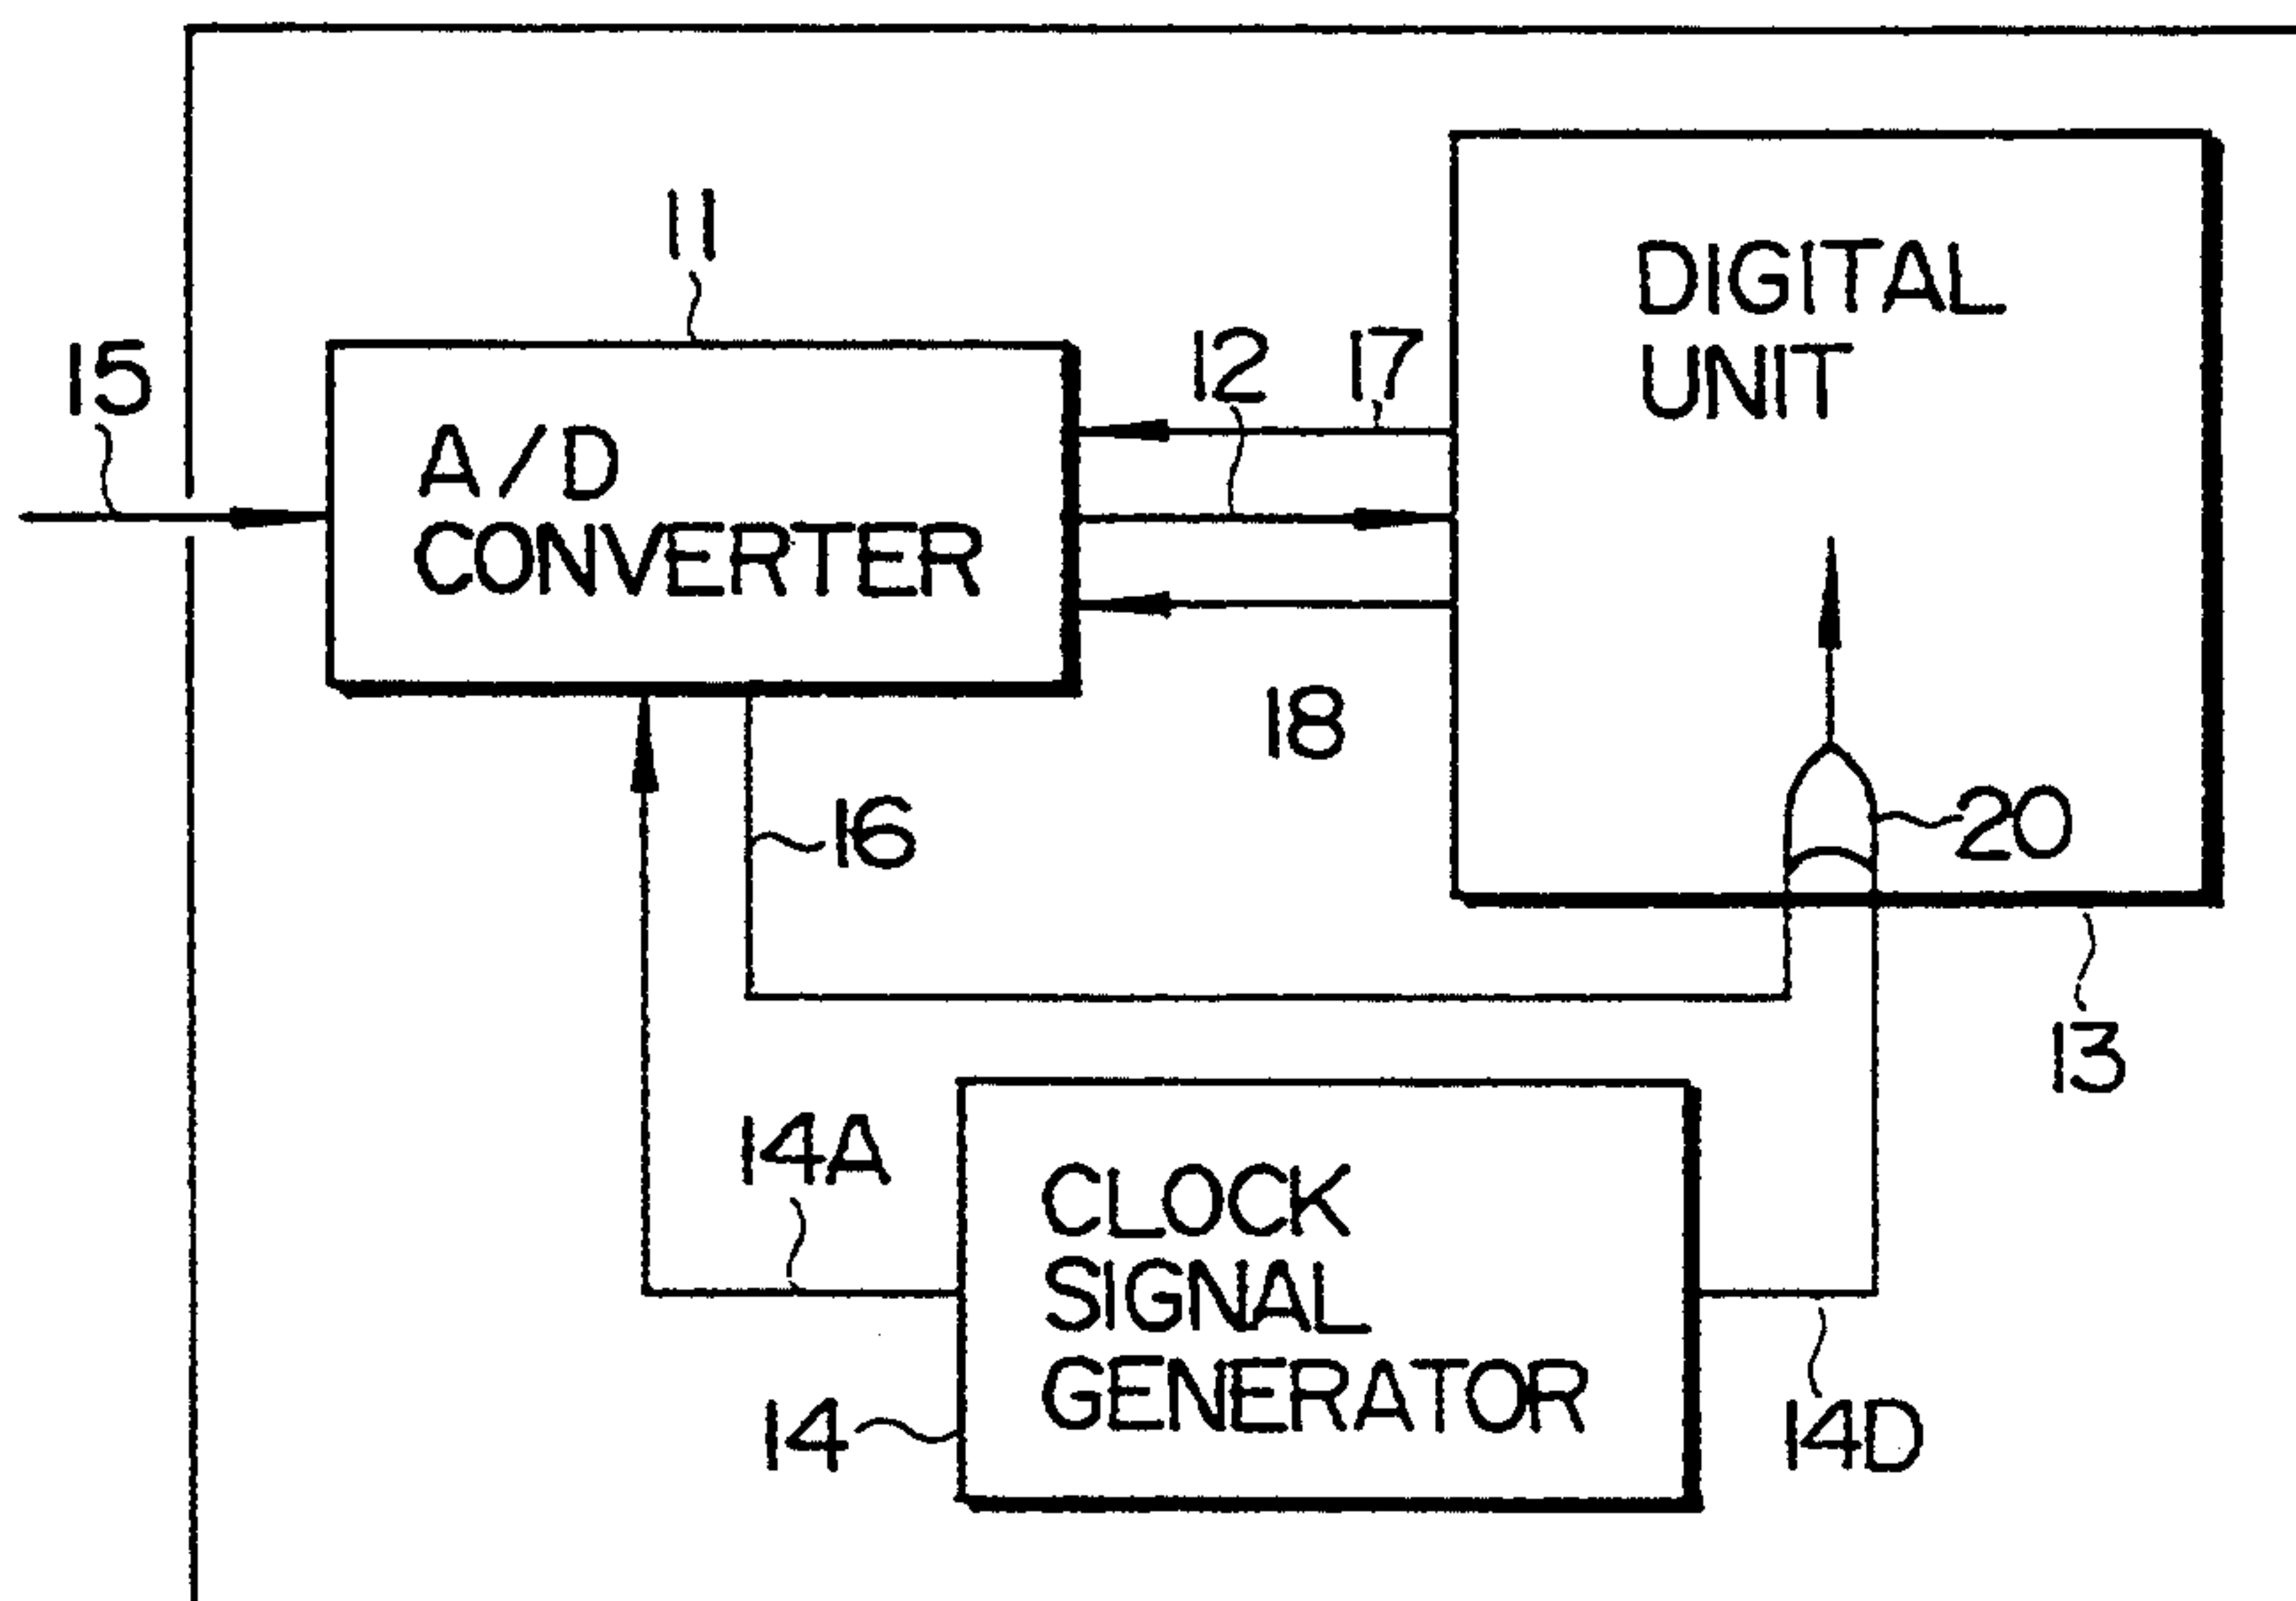 11
15
A/D
CONVERTER
12
17
DIGITAL
UNIT
18
16
20
13
14A
CLOCK
SIGNAL
GENERATOR
14
14D